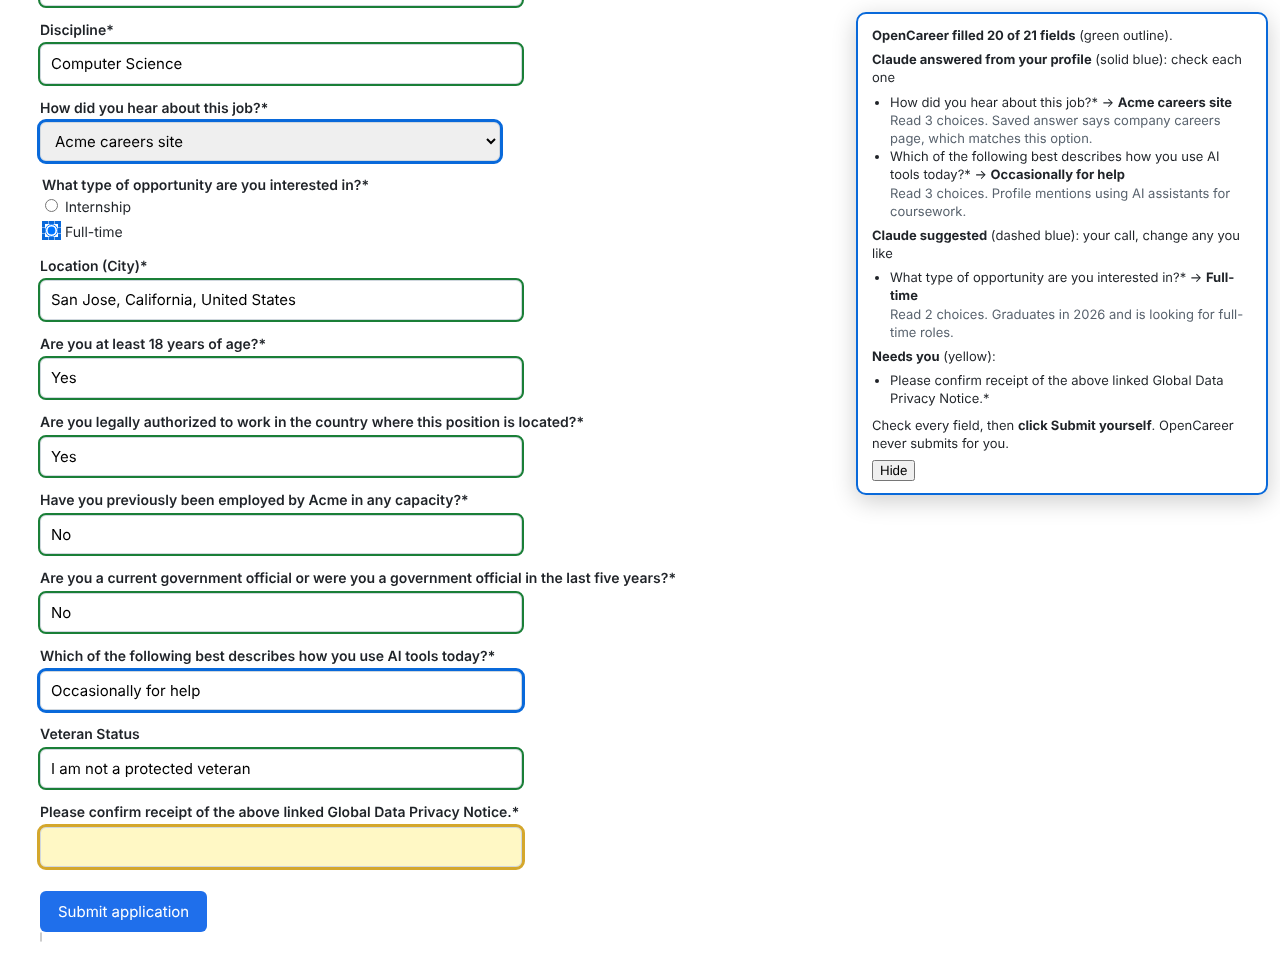 Discipline*
Computer Science
How did you hear about this job?*
Acme careers site
What type of opportunity are you interested in?*
Internship
Full-time
Location (City)*
San Jose, California, United States
Are you at least 18 years of age?*
Yes
Are you legally authorized to work in the country where this position is located?*
Yes
Have you previously been employed by Acme in any capacity?*
No
Are you a current government official or were you a government official in the last five years?*
No
Which of the following best describes how you use AI tools today?*
Occasionally for help
Veteran Status
I am not a protected veteran
Please confirm receipt of the above linked Global Data Privacy Notice.*
Submit application
OpenCareer filled 20 of 21 fields (green outline).
Claude answered from your profile (solid blue): check each
one
• How did you hear about this job?* → Acme careers site
Read 3 choices. Saved answer says company careers
page, which matches this option.
• Which of the following best describes how you use AI
tools today?* → Occasionally for help
Read 3 choices. Profile mentions using AI assistants for
coursework.
Claude suggested (dashed blue): your call, change any you
like
• What type of opportunity are you interested in?* → Full-
time
Read 2 choices. Graduates in 2026 and is looking for full-
time roles.
Needs you (yellow):
• Please confirm receipt of the above linked Global Data
Privacy Notice.*
Check every field, then click Submit yourself. OpenCareer
never submits for you.
Hide